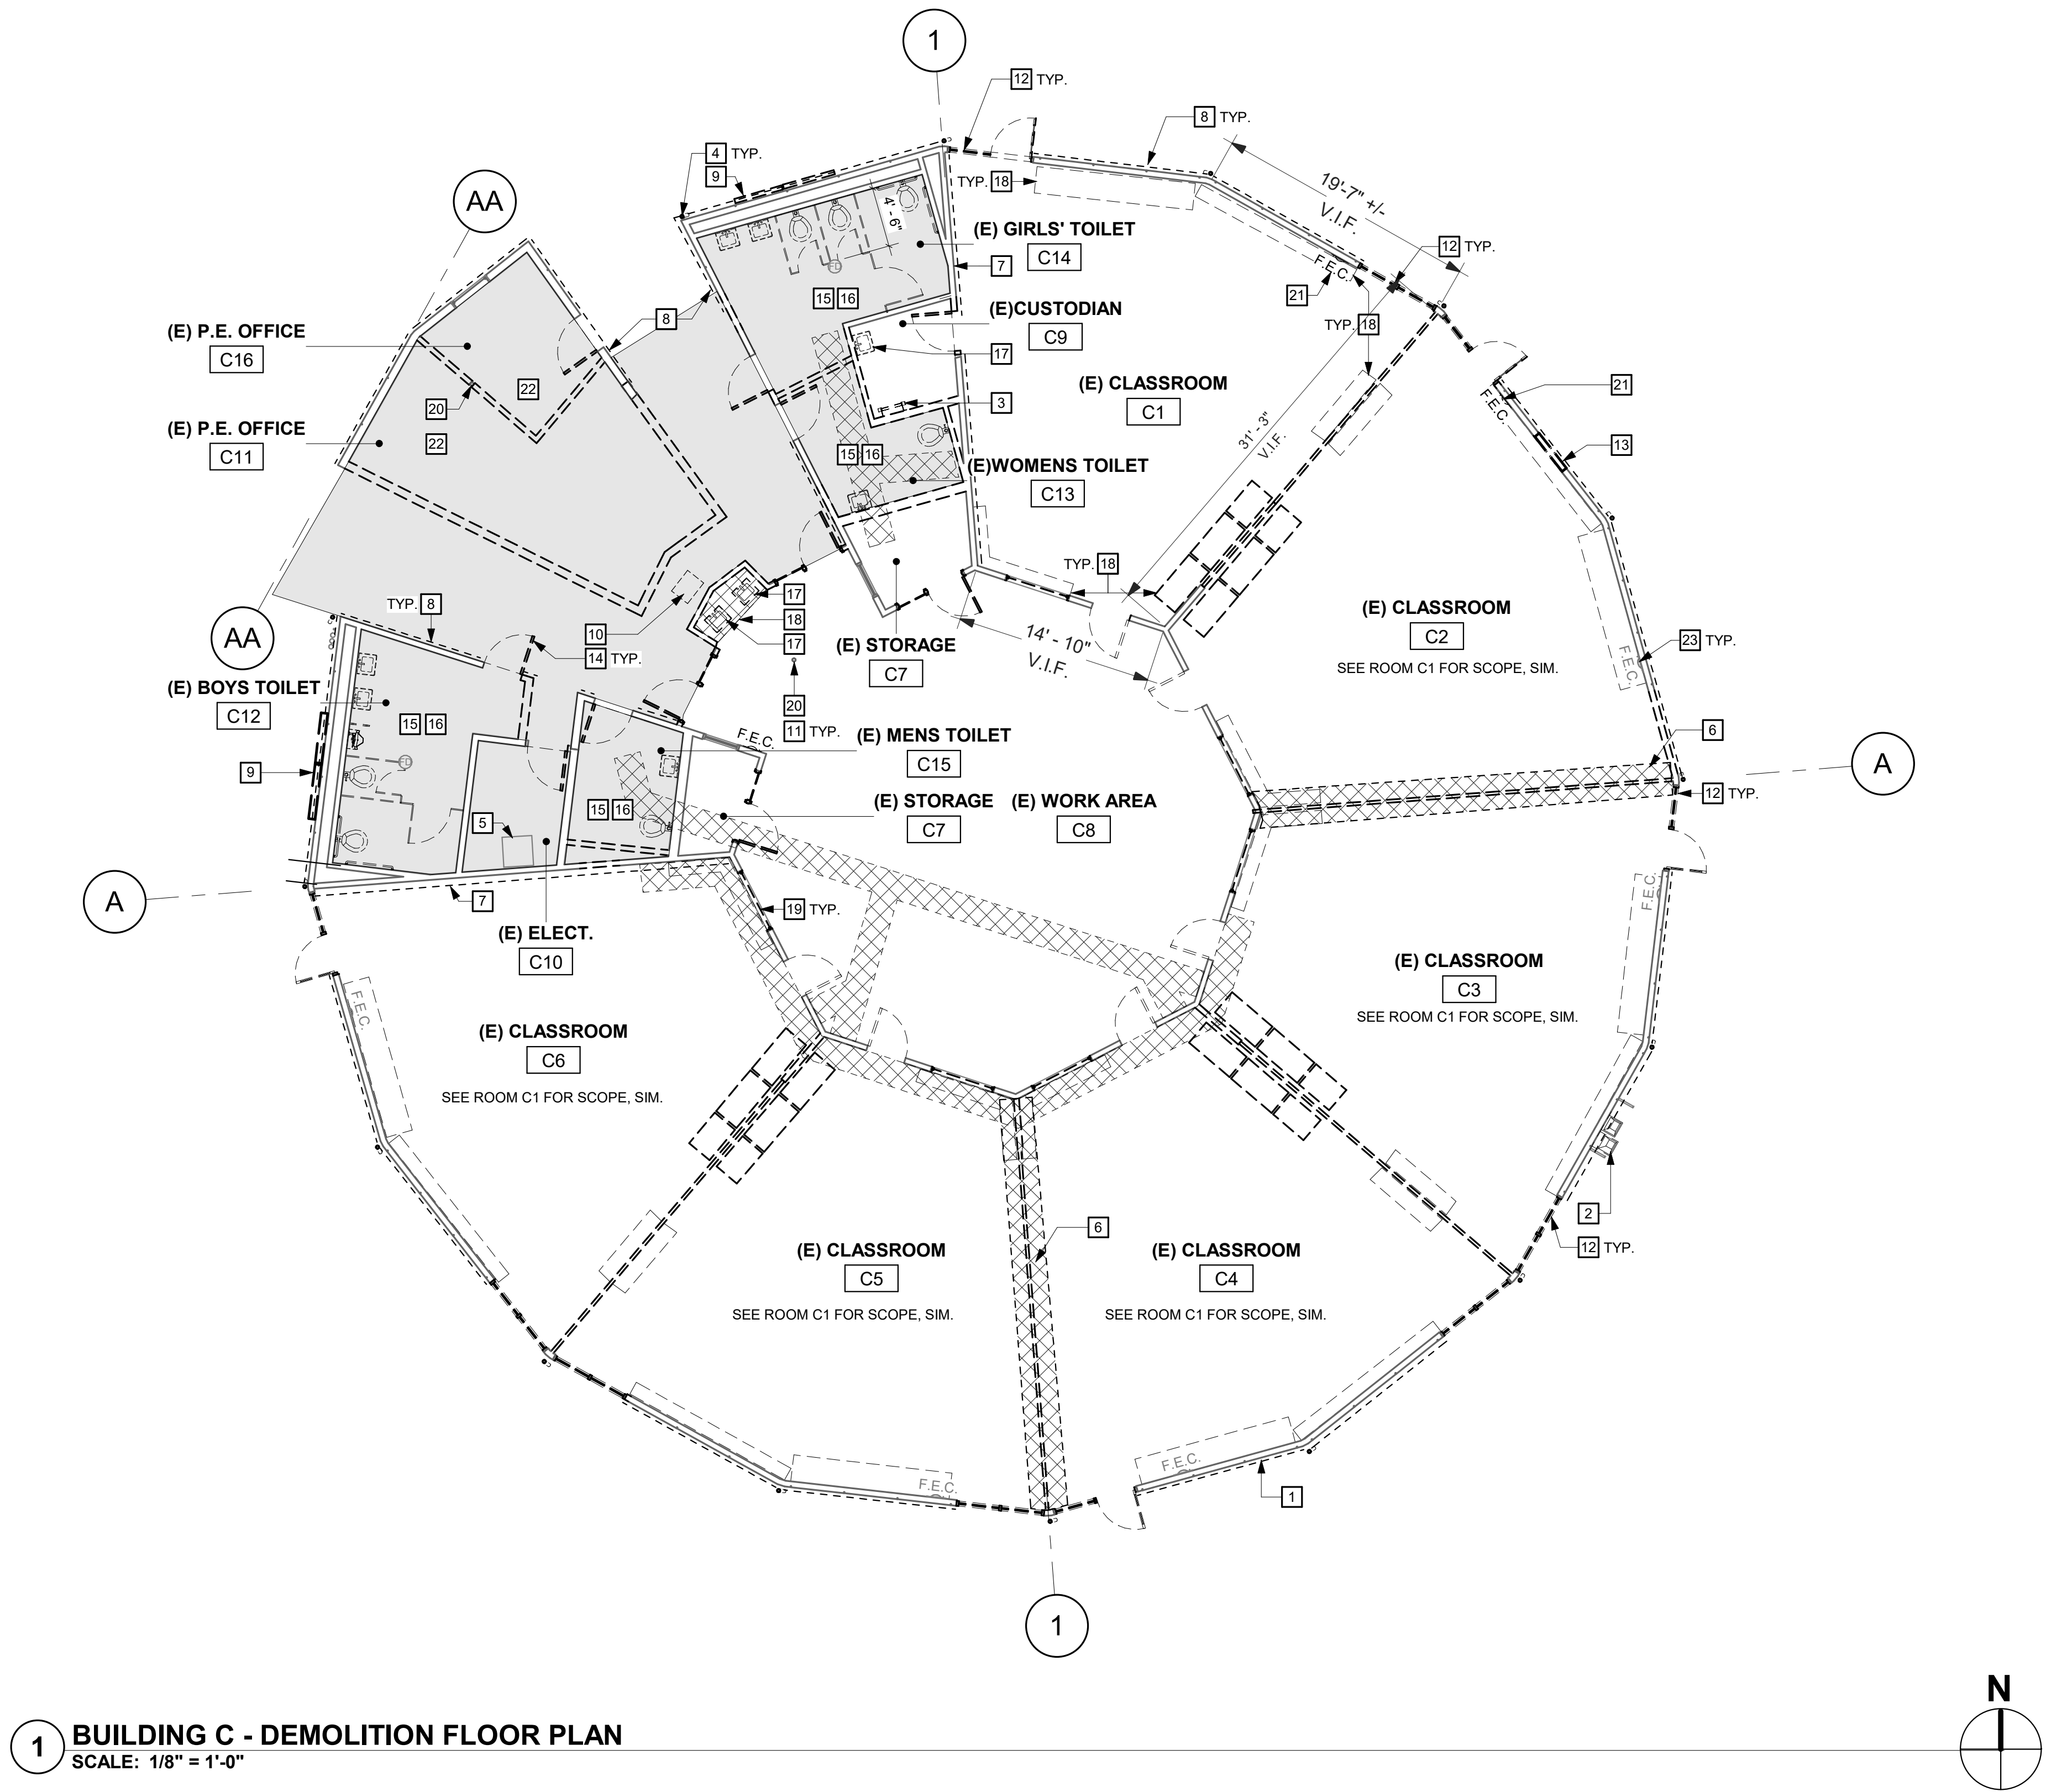 1
12 TYP.
8 TYP.
4 TYP.
9
TYP. 18
19'-7" +/-
V.I.F.
AA
4' - 6"
(E) GIRLS' TOILET
C14
12 TYP.
FD
7
F.E.C.
21
15 16
(E)CUSTODIAN
C9
8
TYP. 18
(E) P.E. OFFICE
C16
17
22
(E) CLASSROOM
C1
21
20
3
F.E.C.
31' - 3"
V.I.F.
(E) P.E. OFFICE
C11
22
13
15 16
(E)WOMENS TOILET
C13
TYP. 18
17
TYP. 8
18
(E) CLASSROOM
C2
SEE ROOM C1 FOR SCOPE, SIM.
AA
10
14 TYP.
17
(E) STORAGE
C7
14' - 10"
V.I.F.
23 TYP.
F.E.C.
(E) BOYS TOILET
C12
20
11 TYP.
15 16
F.E.C.
(E) MENS TOILET
C15
6
A
9
FD
12 TYP.
15 16
(E) STORAGE
C7
(E) WORK AREA
C8
5
A
7
19 TYP.
F.E.C.
(E) ELECT.
C10
(E) CLASSROOM
C3
SEE ROOM C1 FOR SCOPE, SIM.
F.E.C.
(E) CLASSROOM
C6
SEE ROOM C1 FOR SCOPE, SIM.
2
12 TYP.
6
(E) CLASSROOM
C5
SEE ROOM C1 FOR SCOPE, SIM.
(E) CLASSROOM
C4
SEE ROOM C1 FOR SCOPE, SIM.
F.E.C.
F.E.C.
1
1
N
1
BUILDING C - DEMOLITION FLOOR PLAN
SCALE: 1/8" = 1'-0"